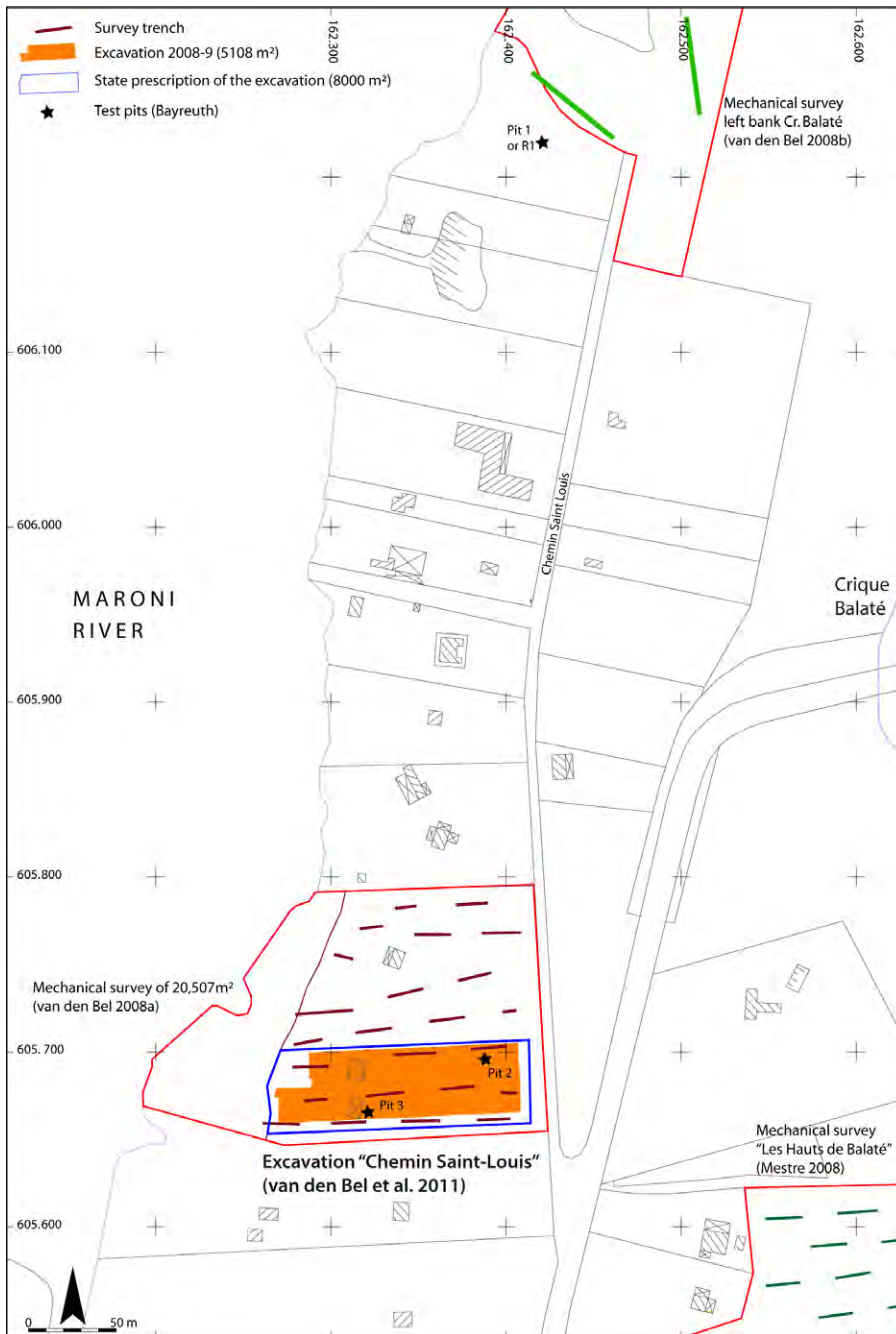 Survey trench
Excavation 2008-9 (5108 m²)
State prescription of the excavation (8000 m²)
Test pits (Bayreuth)
162.300
162.400
162.500
162.600
Mechanical survey
left bank Cr. Balaté
(van den Bel 2008b)
Pit 1
or R1
606.100
606.000
Chemin Saint Louis
MARONI
RIVER
Crique
Balaté
605.900
605.800
Mechanical survey of 20,507m²
(van den Bel 2008a)
605.700
Pit 2
Pit 3
Excavation "Chemin Saint-Louis"
(van den Bel et al. 2011)
Mechanical survey
"Les Hauts de Balaté"
(Mestre 2008)
605.600
0 50 m